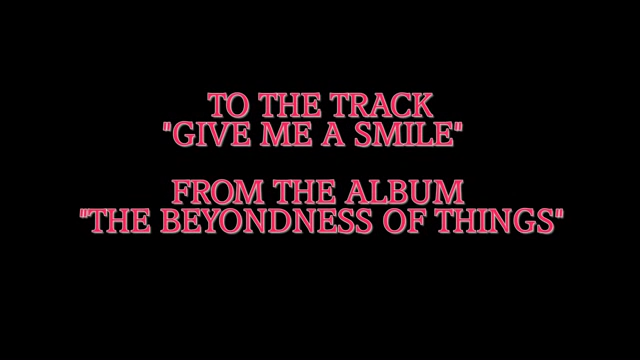 TO THE TRACK
"GIVE ME A SMILE"
FROM THE ALBUM
"THE BEYONDNESS OF THINGS"